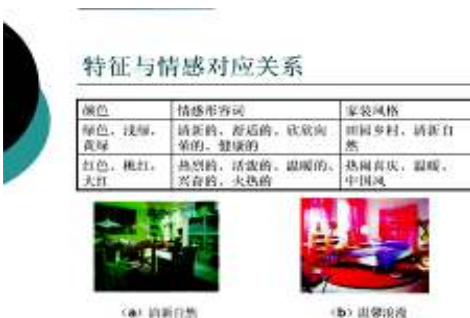 特征与情感对应关系
颜色 情感形容词 家装风格
绿色、浅绿、 清新的、舒适的、欣欣向 田园乡村、清新自
黄绿 荣的、健康的 然
红色、桃红、 热烈的、活泼的、温暖的、 热闹喜庆、温暖、
大红 兴奋的、火热的 中国风
(a) 清新自然 (b) 温馨浪漫